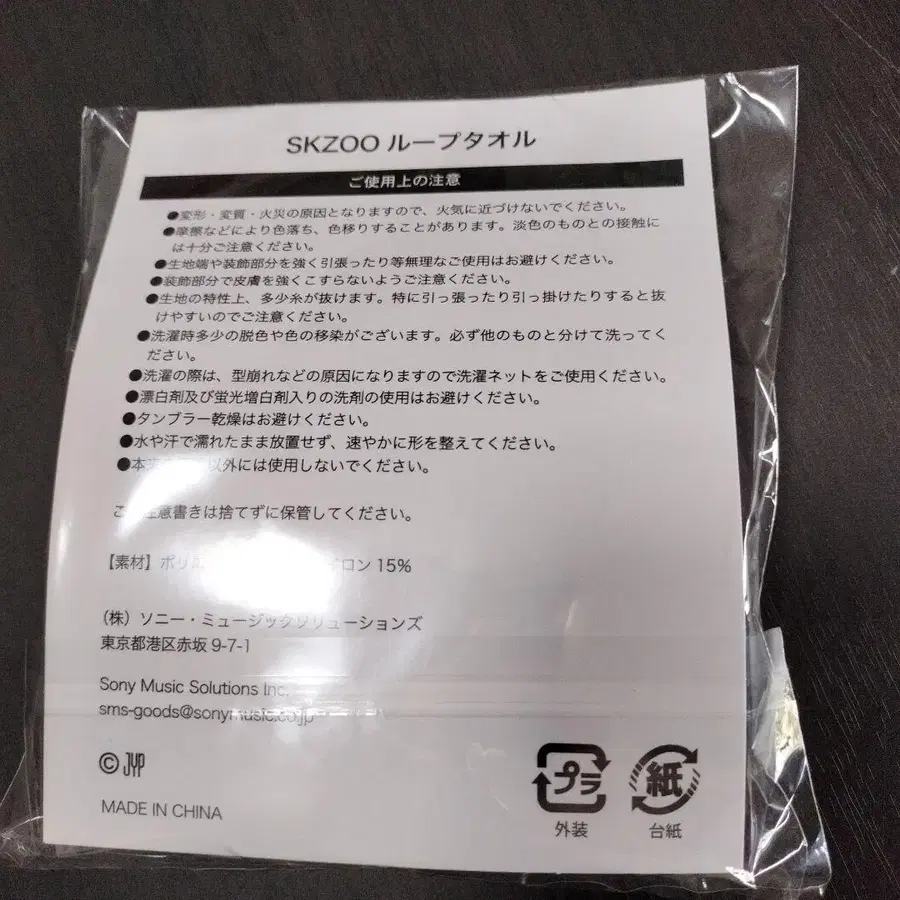 SKZOO ループタオル
ご使用上の注意
●変形・変質・火災の原因となりますので、火気に近づけないでください。
●摩擦などにより色落ち、色移りすることがあります。淡色のものとの接触に
は十分ご注意ください。
●生地端や装飾部分を強く引張ったり等無理なご使用はお避けください。
●装飾部分で皮膚を強くこすらないようご注意ください。
●生地の特性上、多少糸が抜けます。特に引っ張ったり引っ掛けたりすると抜
けやすいのでご注意ください。
●洗濯時多少の脱色や色の移染がございます。必ず他のものと分けて洗ってく
ださい。
●洗濯の際は、型崩れなどの原因になりますので洗濯ネットをご使用ください。
●漂白剤及び蛍光増白剤入りの洗剤の使用はお避けください。
●タンブラー乾燥はお避けください。
●水や汗で濡れたまま放置せず、速やかに形を整えてください。
●本 以外には使用しないでください。
注意書きは捨てずに保管してください。
【素材】ポリ ロン 15%
（株）ソニー・ミュージックソリューションズ
東京都港区赤坂 9-7-1
Sony Music Solutions Inc.
sms-goods@sonymusic.co.jp
© JYP
MADE IN CHINA
プラ 紙
外装 台紙